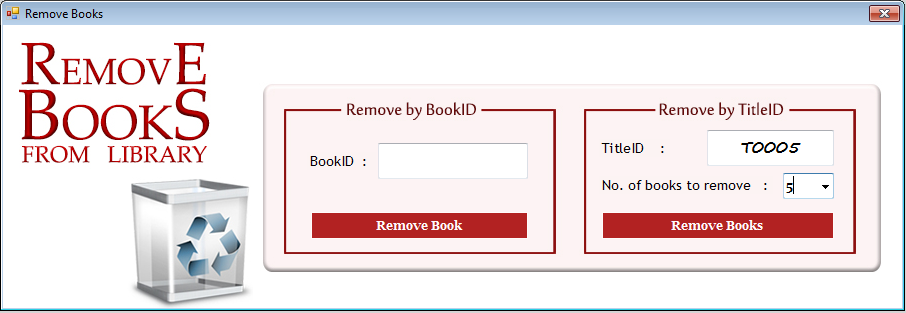 Remove Books
REMOVE
BOOKS
FROM LIBRARY
Remove by BookID
BookID :
Remove Book
Remove by TitleID
TitleID :
T0005
No. of books to remove :
5
Remove Books